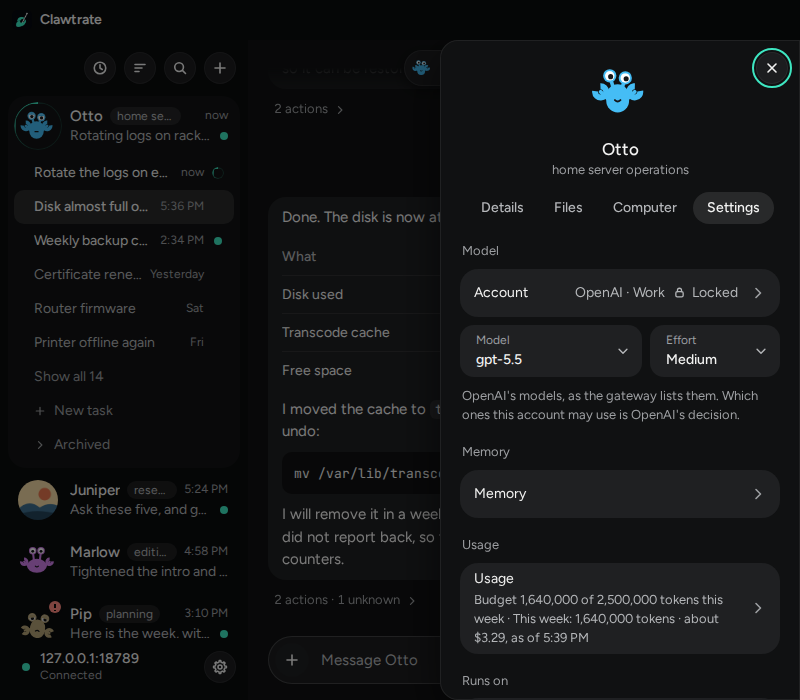 Clawtrate
Otto home se... now
Rotating logs on rack...
Rotate the logs on e... now
Disk almost full o... 5:36 PM
Weekly backup c... 2:34 PM
Certificate rene... Yesterday
Router firmware Sat
Printer offline again Fri
Show all 14
+ New task
Archived
Juniper rese... 5:24 PM
Ask these five, and g...
Marlow editi... 4:58 PM
Tightened the intro and ...
Pip planning 3:10 PM
Here is the week. wit...
127.0.0.1:18789
Connected
2 actions
Done. The disk is now at
What
Disk used
Transcode cache
Free space
I moved the cache to
undo:
mv /var/lib/transc
I will remove it in a week
did not report back, so
counters.
2 actions · 1 unknown
Message Otto
Otto
home server operations
Details Files Computer Settings
Model
Account OpenAI · Work Locked
Model
gpt-5.5
Effort
Medium
OpenAI's models, as the gateway lists them. Which
ones this account may use is OpenAI's decision.
Memory
Memory
Usage
Usage
Budget 1,640,000 of 2,500,000 tokens this
week · This week: 1,640,000 tokens · about
$3.29, as of 5:39 PM
Runs on